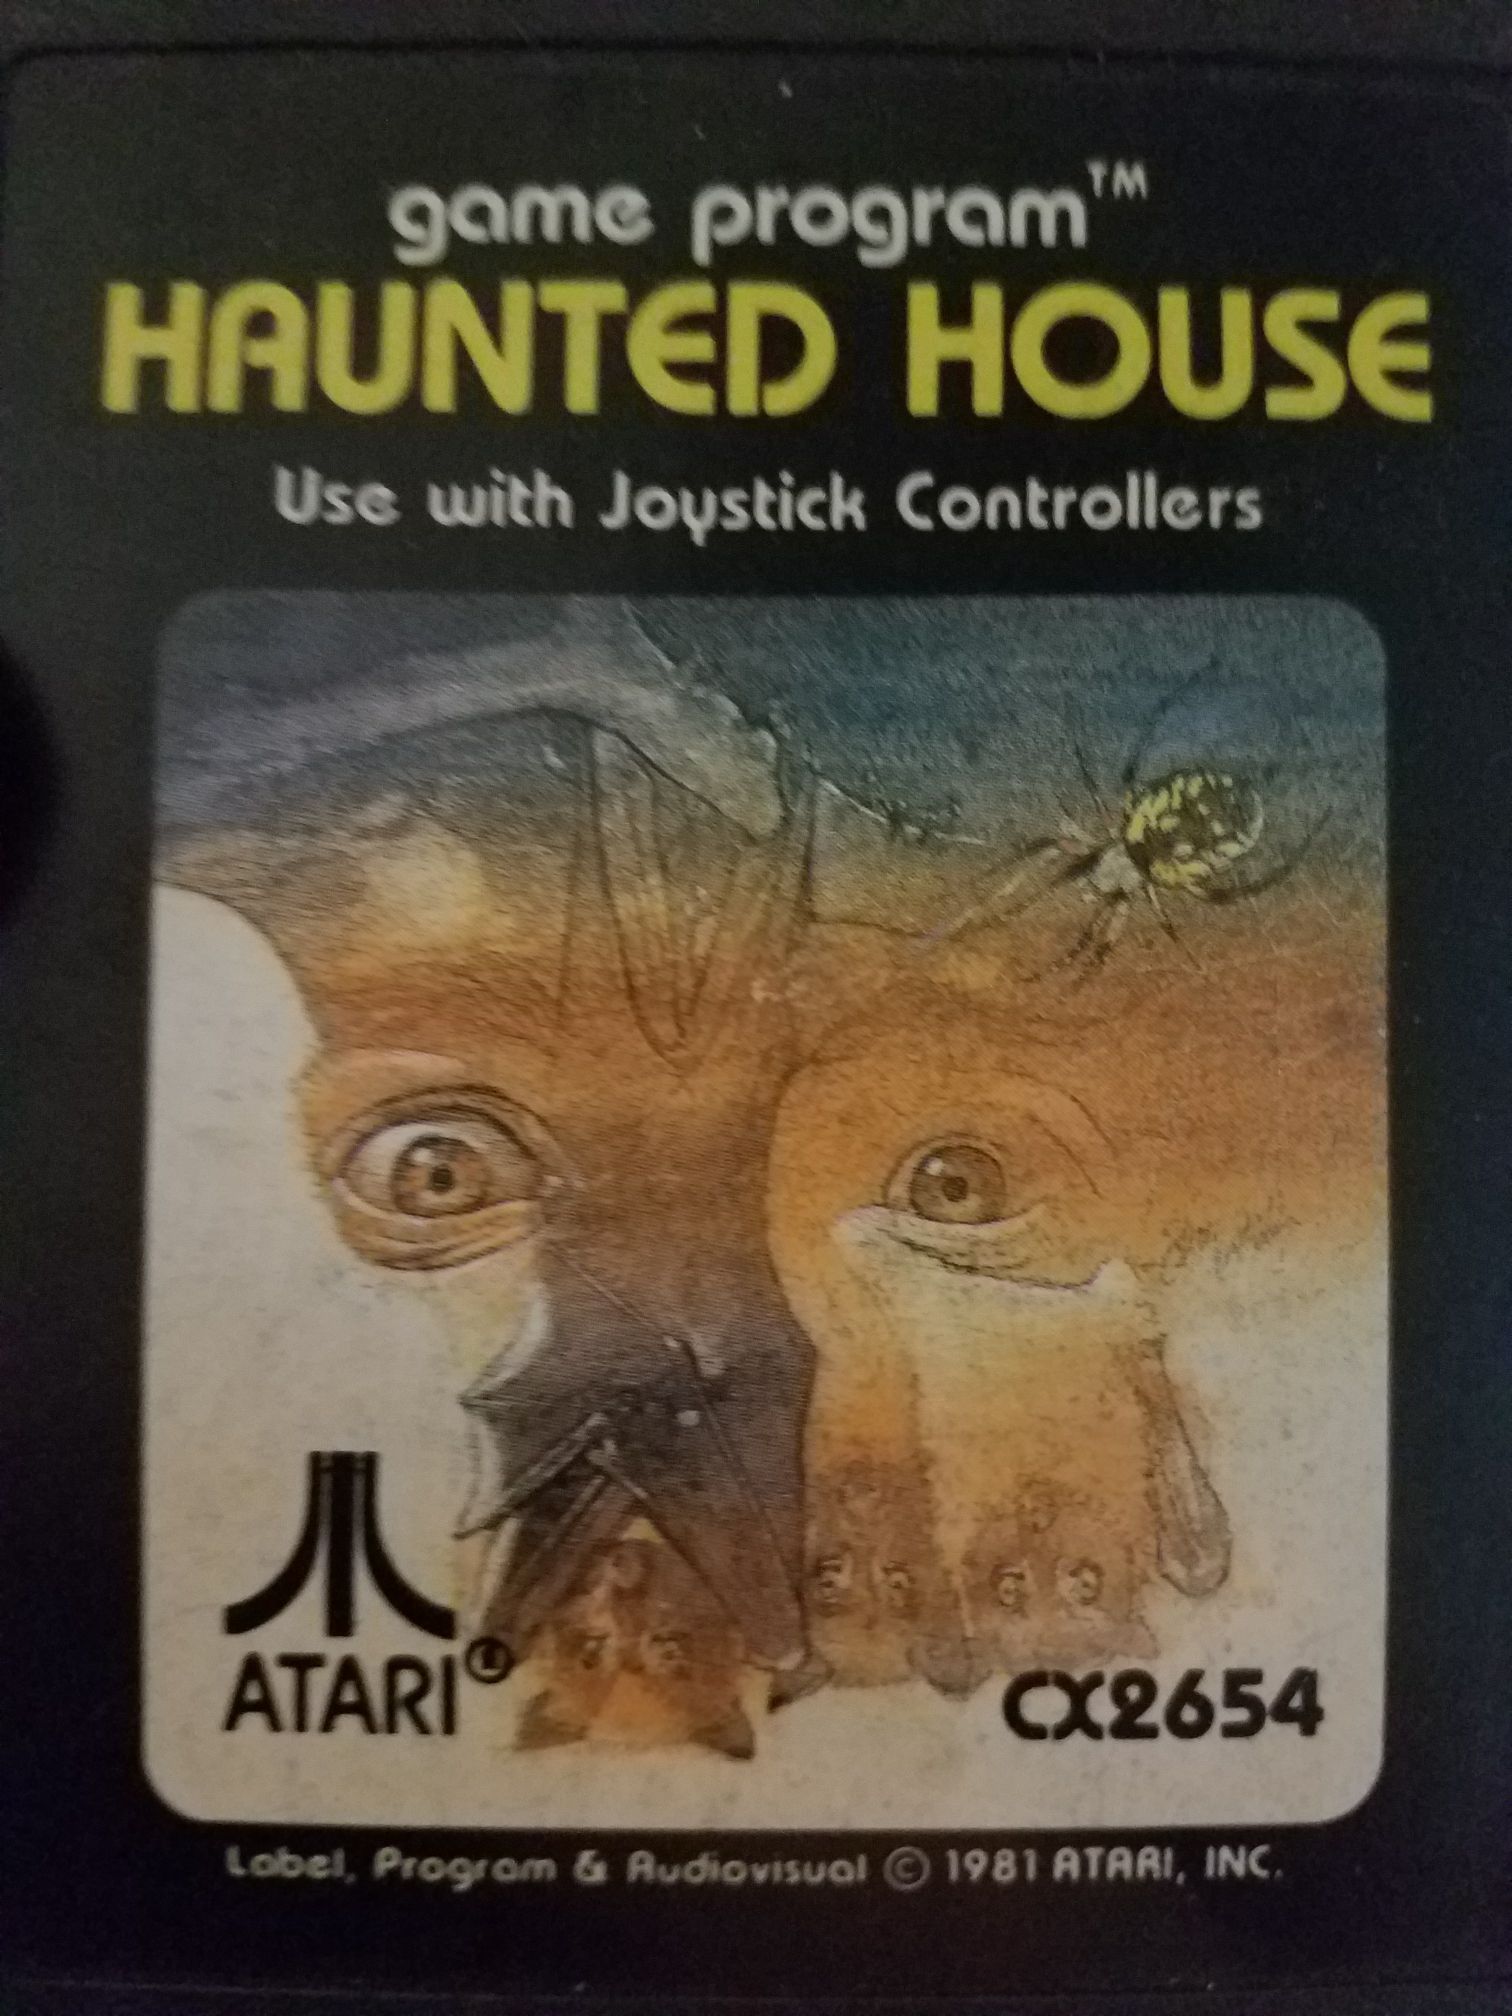 game program™
HAUNTED HOUSE
Use with Joystick Controllers
ATARI®
CX2654
Label, Program & Audiovisual © 1981 ATARI, INC.